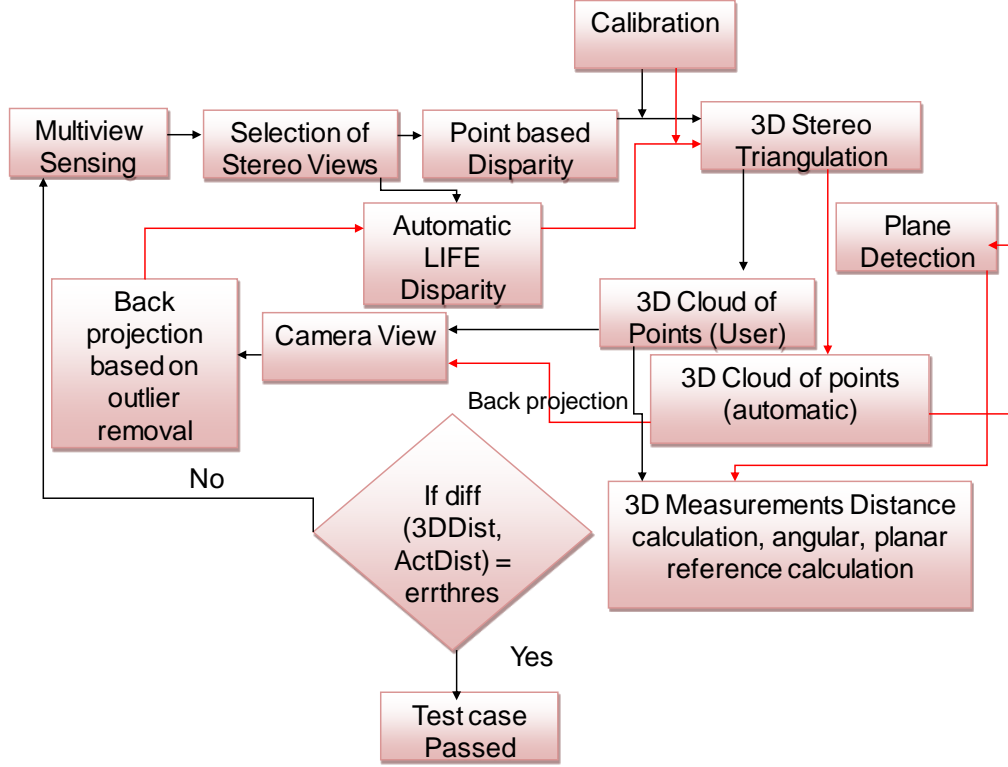 Calibration
Multiview
Sensing
Selection of
Stereo Views
Point based
Disparity
3D Stereo
Triangulation
Automatic
LIFE
Disparity
Plane
Detection
Back
projection
based on
outlier
removal
Camera View
3D Cloud of
Points (User)
3D Cloud of points
(automatic)
Back projection
No
If diff
(3DDist,
ActDist) =
errthres
3D Measurements Distance
calculation, angular, planar
reference calculation
Yes
Test case
Passed